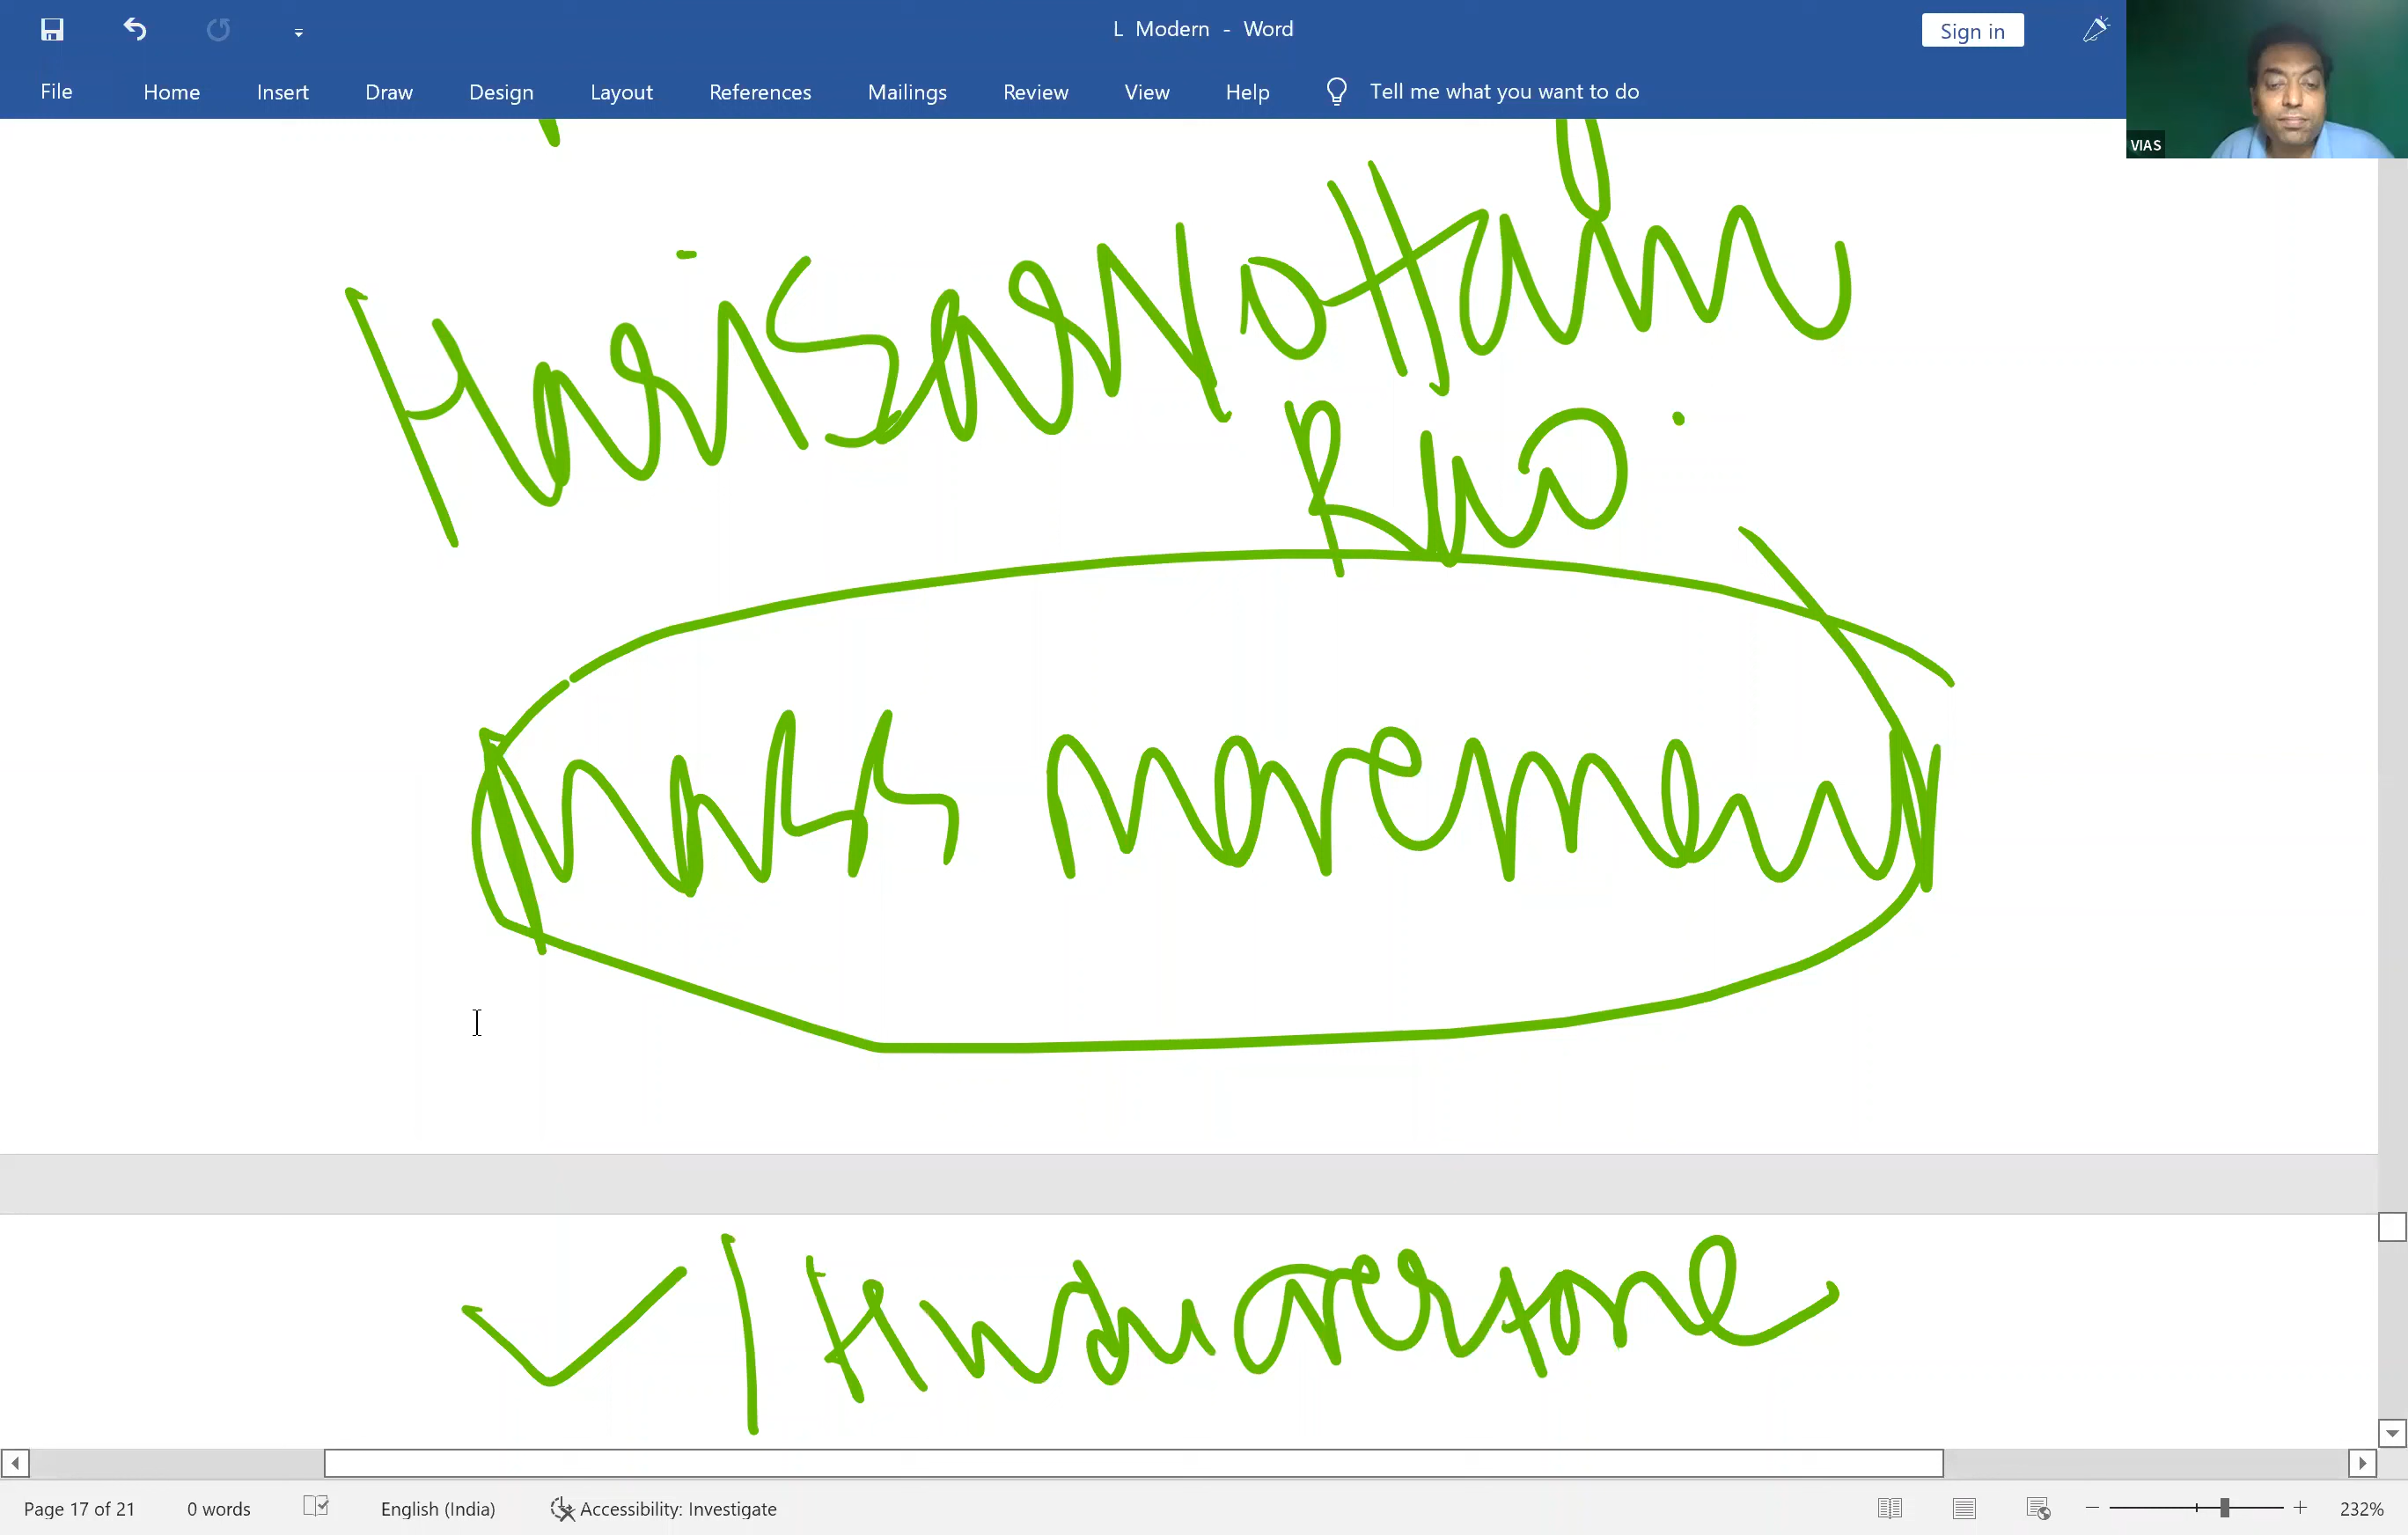 L Modern - Word
Sign in
File Home Insert Draw Design Layout References Mailings Review View Help Tell me what you want to do
VIAS
Harisarvottam
Rao.
mass movement
Hindu
Page 17 of 21 0 words English (India) Accessibility: Investigate 232%